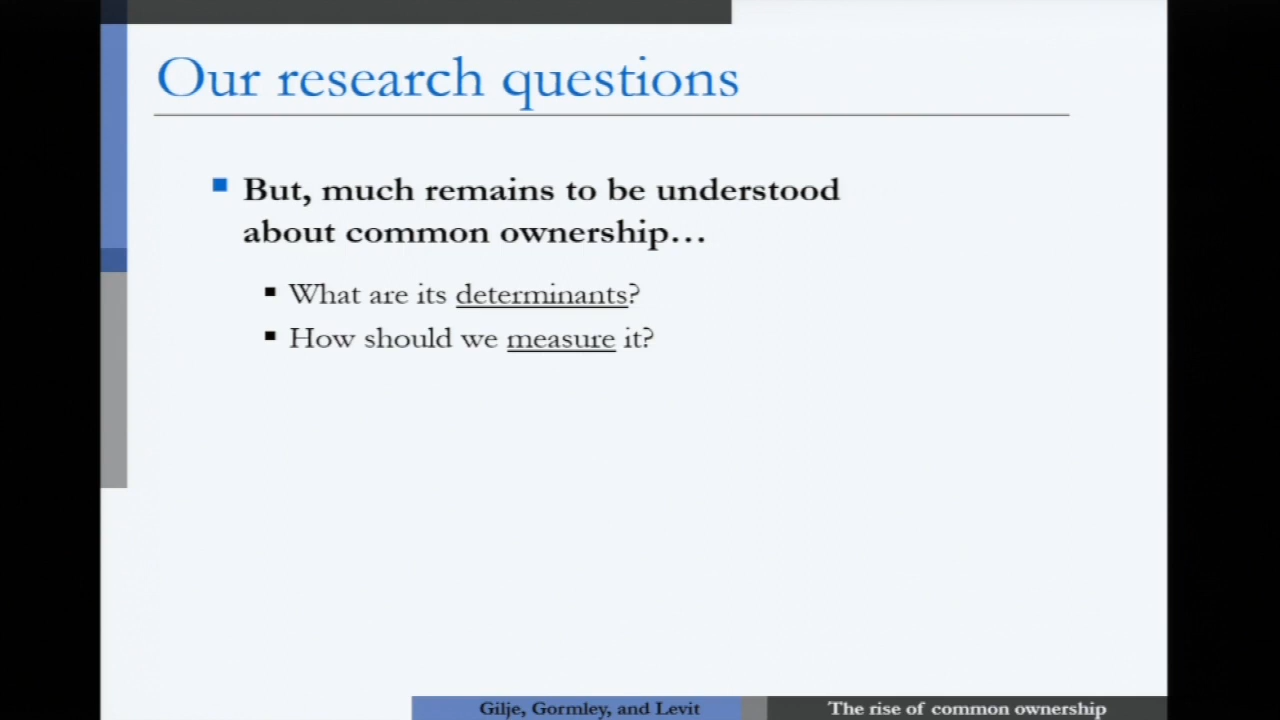 Our research questions
But, much remains to be understood
about common ownership…
What are its determinants?
How should we measure it?
Gilje, Gormley, and Levit
The rise of common ownership